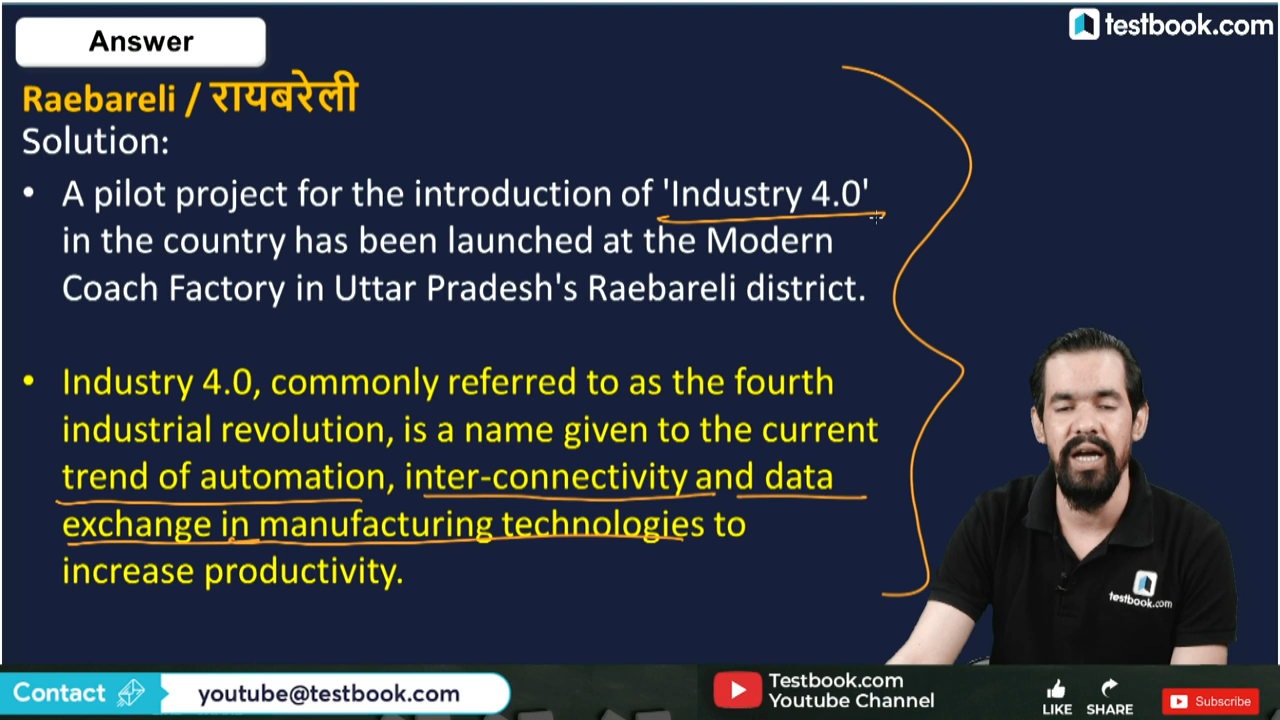 Answer
testbook.com
Raebareli / रायबरेली
Solution:
• A pilot project for the introduction of 'Industry 4.0'
in the country has been launched at the Modern
Coach Factory in Uttar Pradesh's Raebareli district.
• Industry 4.0, commonly referred to as the fourth
industrial revolution, is a name given to the current
trend of automation, inter-connectivity and data
exchange in manufacturing technologies to
increase productivity.
testbook.com
Contact
youtube@testbook.com
Testbook.com
Youtube Channel
LIKE
SHARE
Subscribe